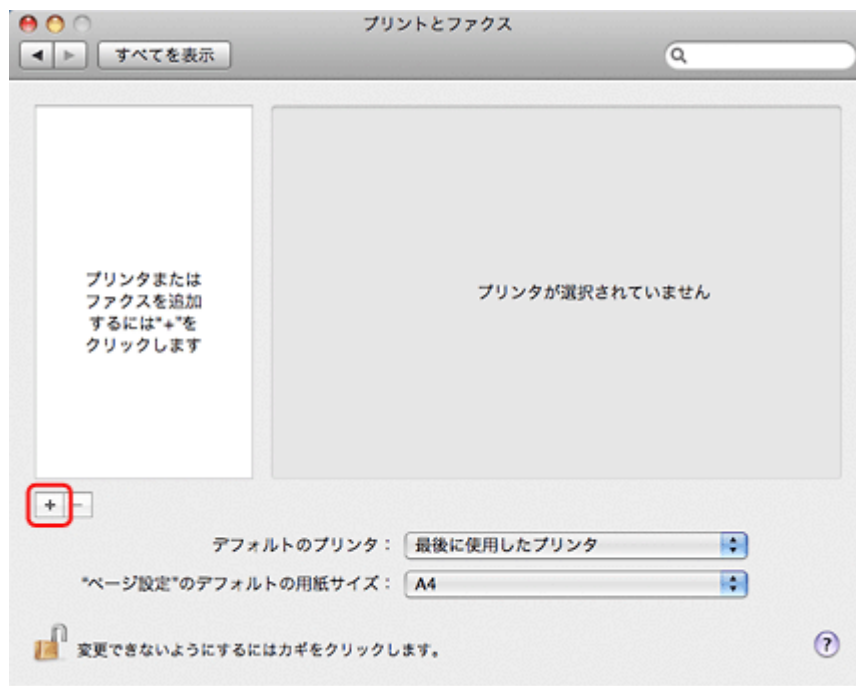 プリントとファクス
すべてを表示
プリンタまたは
ファクスを追加
するには"+"を
クリックします
プリンタが選択されていません
+ −
デフォルトのプリンタ： 最後に使用したプリンタ
"ページ設定"のデフォルトの用紙サイズ： A4
変更できないようにするにはカギをクリックします。 ?